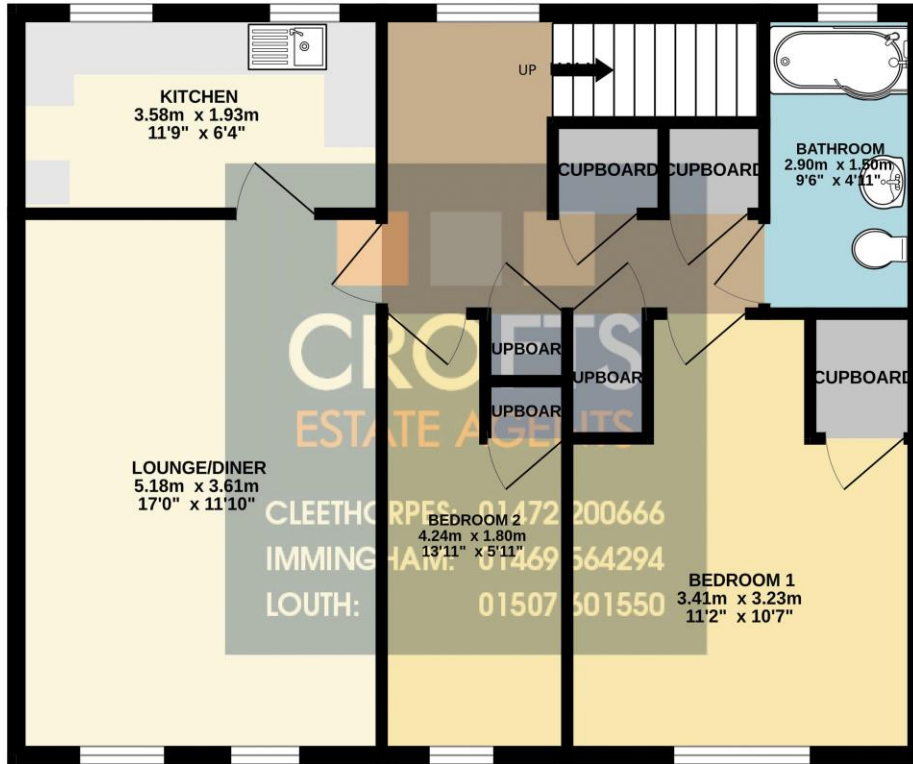 KITCHEN
3.58m x 1.93m
11'9" x 6'4"
UP
CUPBOARD
CUPBOARD
BATHROOM
2.90m x 1.50m
9'6" x 4'11"
UPBOAR
UPBOAR
UPBOAR
CUPBOARD
CROFTS
ESTATE AGENTS
LOUNGE/DINER
5.18m x 3.61m
17'0" x 11'10"
CLEETHORPES: 01472 200666
IMMINGHAM: 01469 564294
LOUTH: 01507 601550
BEDROOM 2
4.24m x 1.80m
13'11" x 5'11"
BEDROOM 1
3.41m x 3.23m
11'2" x 10'7"